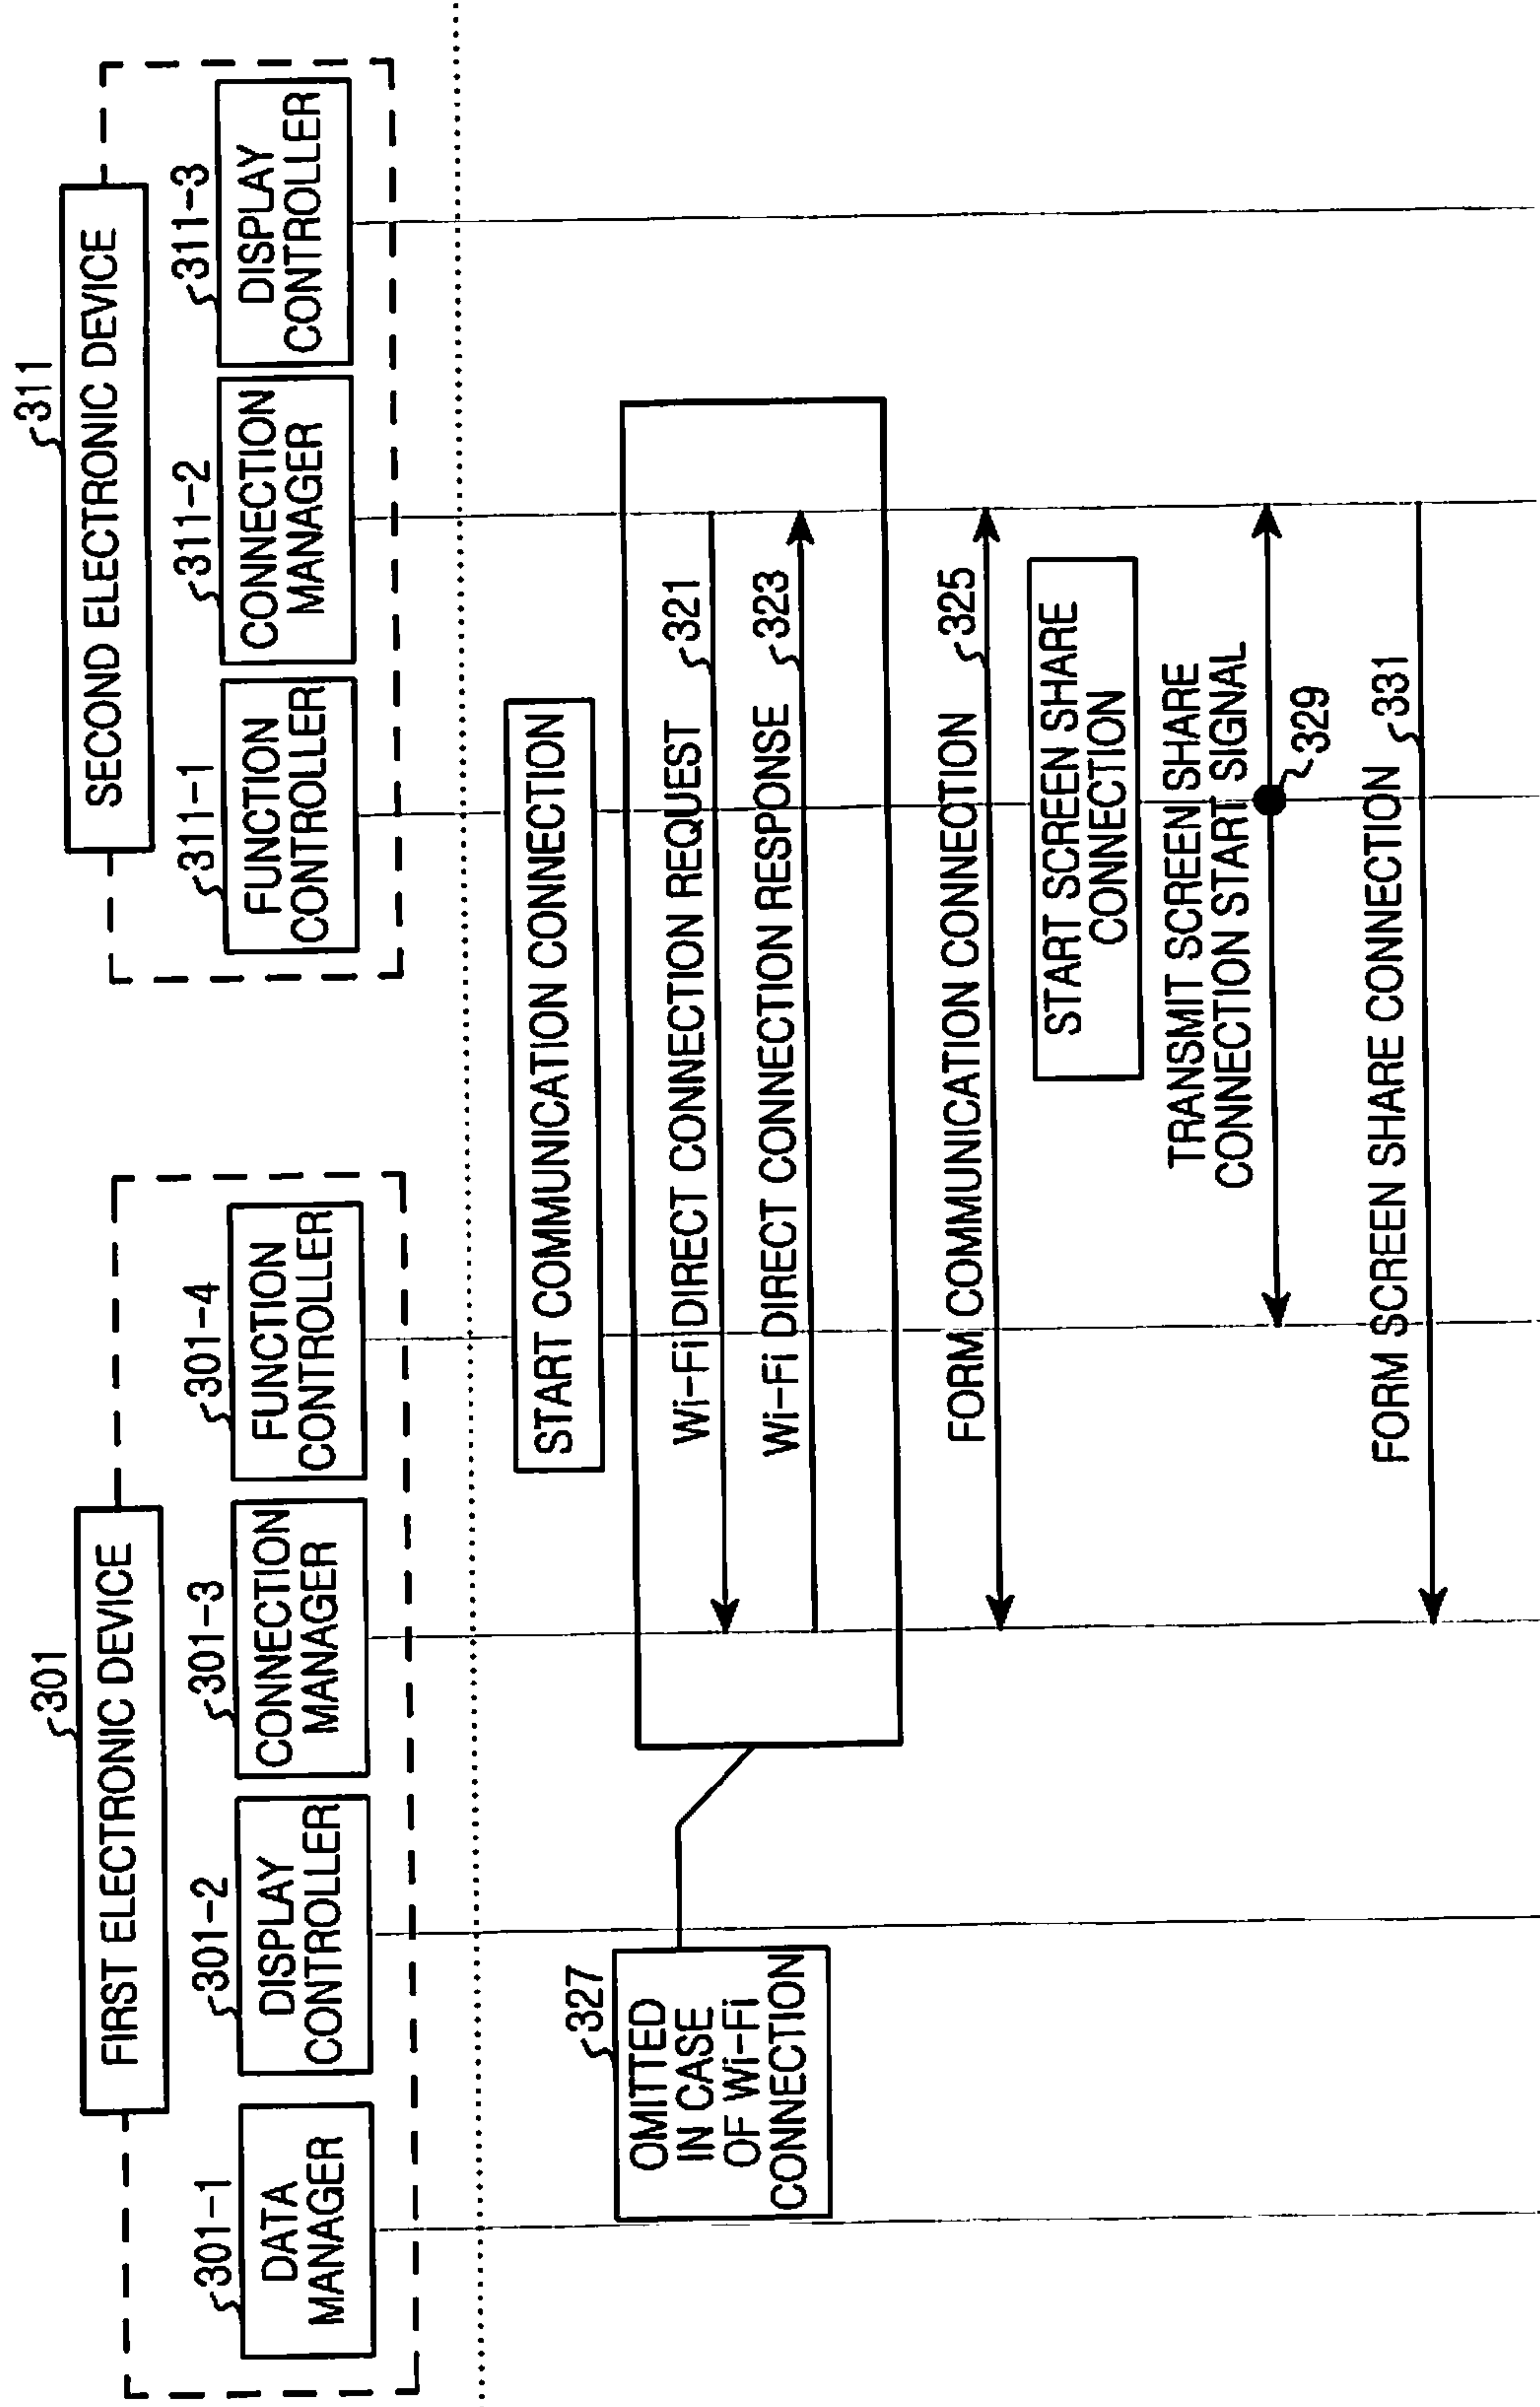 301
FIRST ELECTRONIC DEVICE
301-1
DATA
MANAGER
301-2
DISPLAY
CONTROLLER
301-3
CONNECTION
MANAGER
301-4
FUNCTION
CONTROLLER
311
SECOND ELECTRONIC DEVICE
311-1
FUNCTION
CONTROLLER
311-2
CONNECTION
MANAGER
311-3
DISPLAY
CONTROLLER
START COMMUNICATION CONNECTION
327
OMITTED
IN CASE
OF Wi-Fi
CONNECTION
Wi-Fi DIRECT CONNECTION REQUEST 321
Wi-Fi DIRECT CONNECTION RESPONSE 323
FORM COMMUNICATION CONNECTION 325
START SCREEN SHARE
CONNECTION
TRANSMIT SCREEN SHARE
CONNECTION START SIGNAL
329
FORM SCREEN SHARE CONNECTION 331